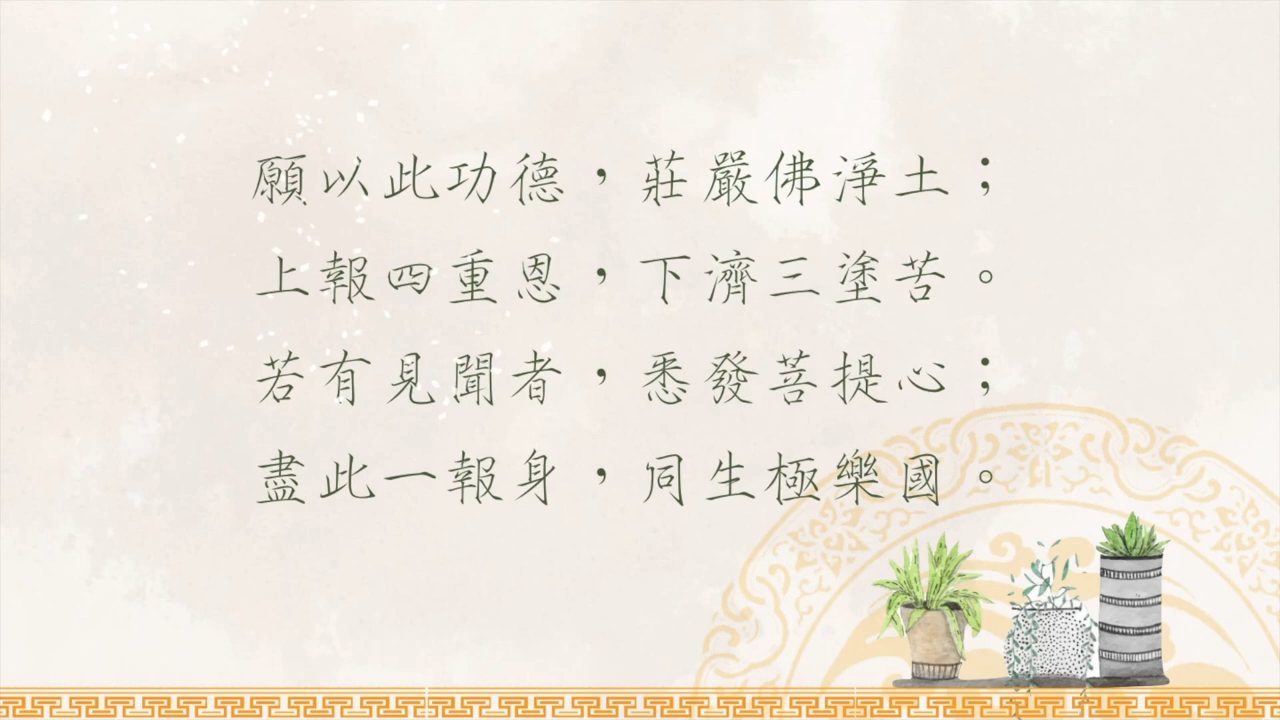 願以此功德，莊嚴佛淨土；
上報四重恩，下濟三塗苦。
若有見聞者，悉發菩提心；
盡此一報身，同生極樂國。